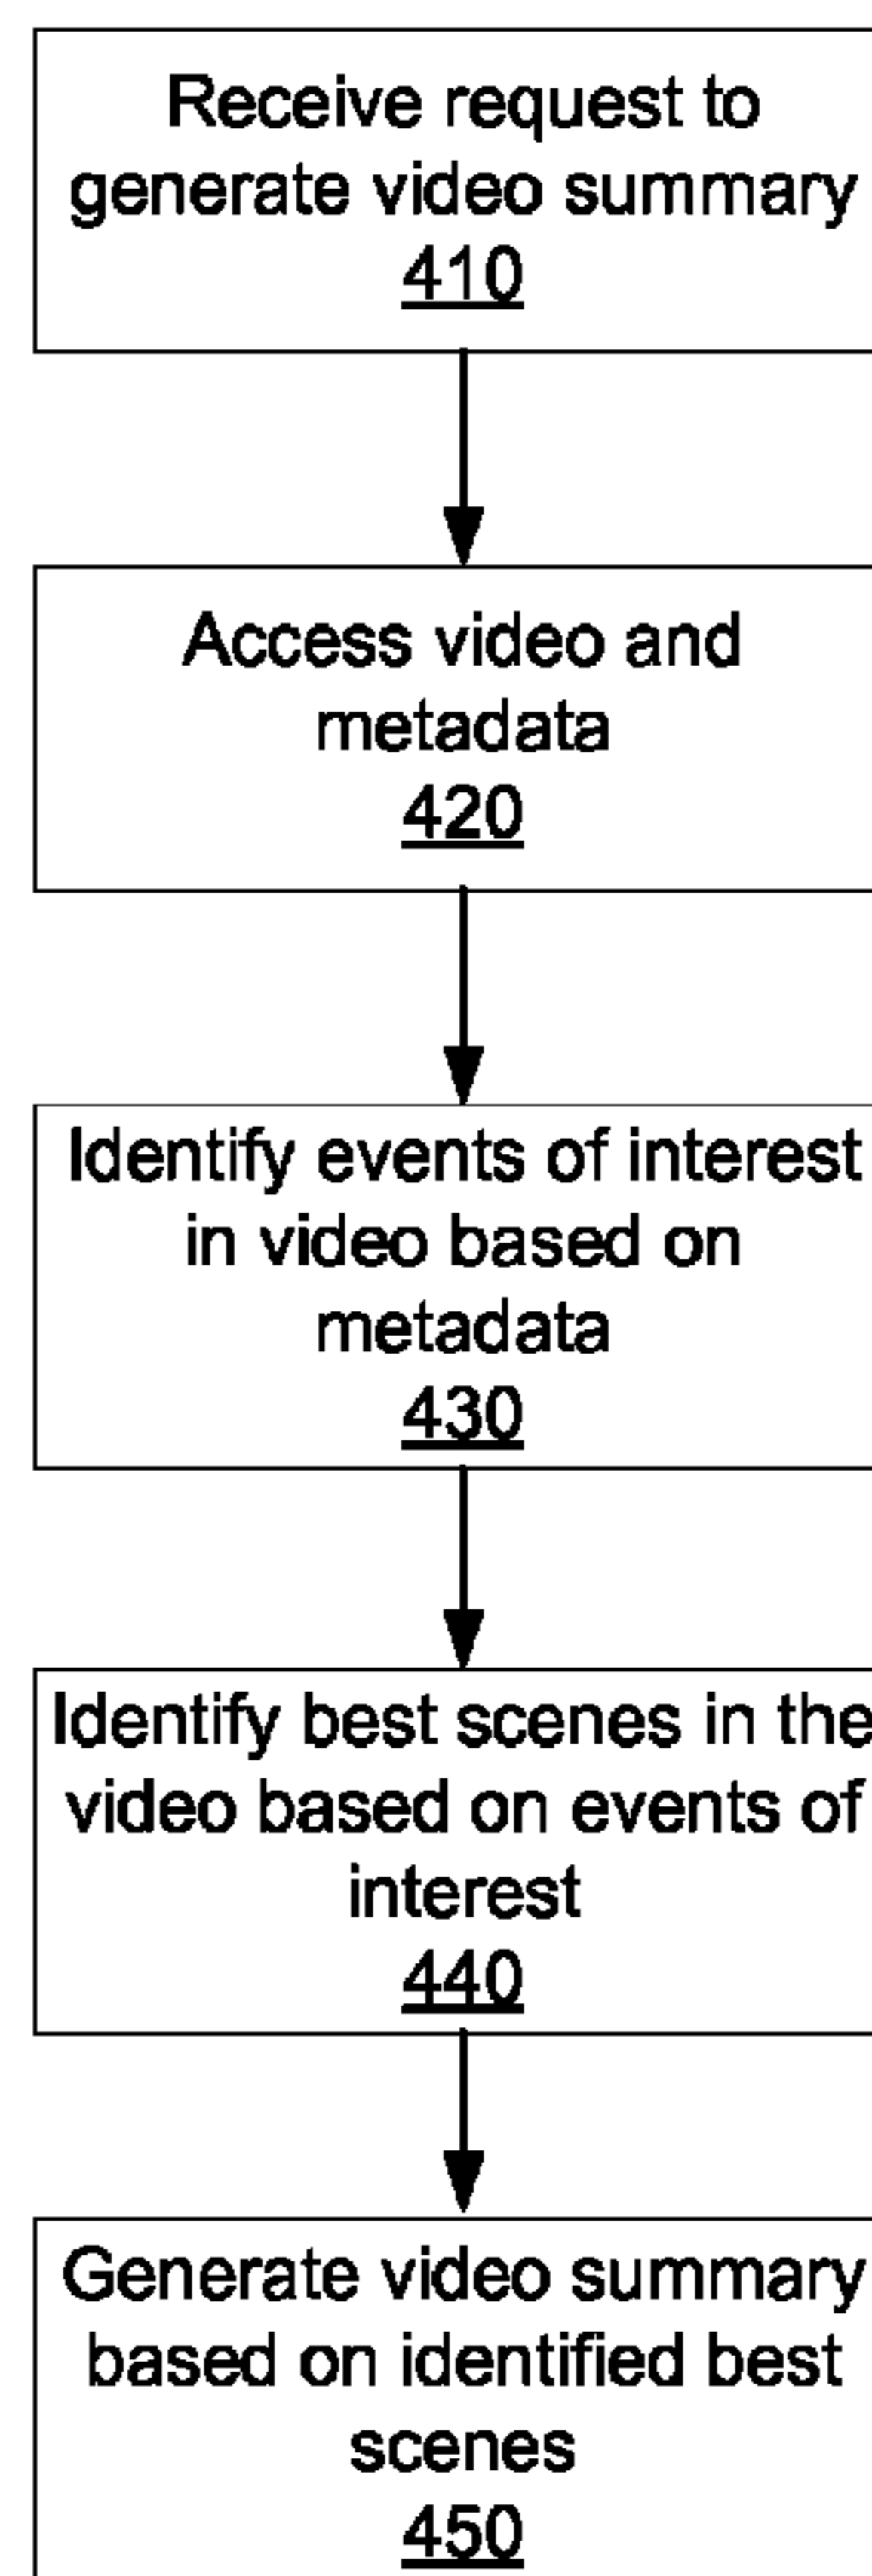 Receive request to
generate video summary
410
Access video and
metadata
420
Identify events of interest
in video based on
metadata
430
Identify best scenes in the
video based on events of
interest
440
Generate video summary
based on identified best
scenes
450